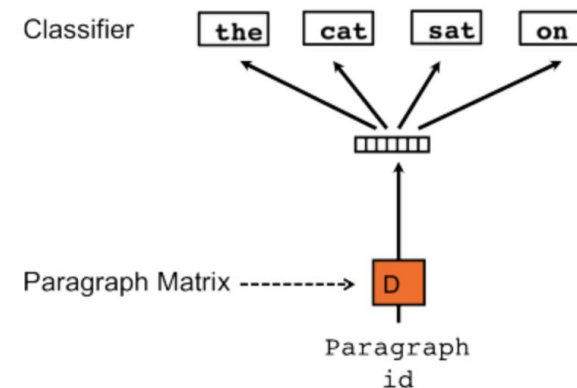 Classifier the cat sat on
Paragraph Matrix D
Paragraph
id